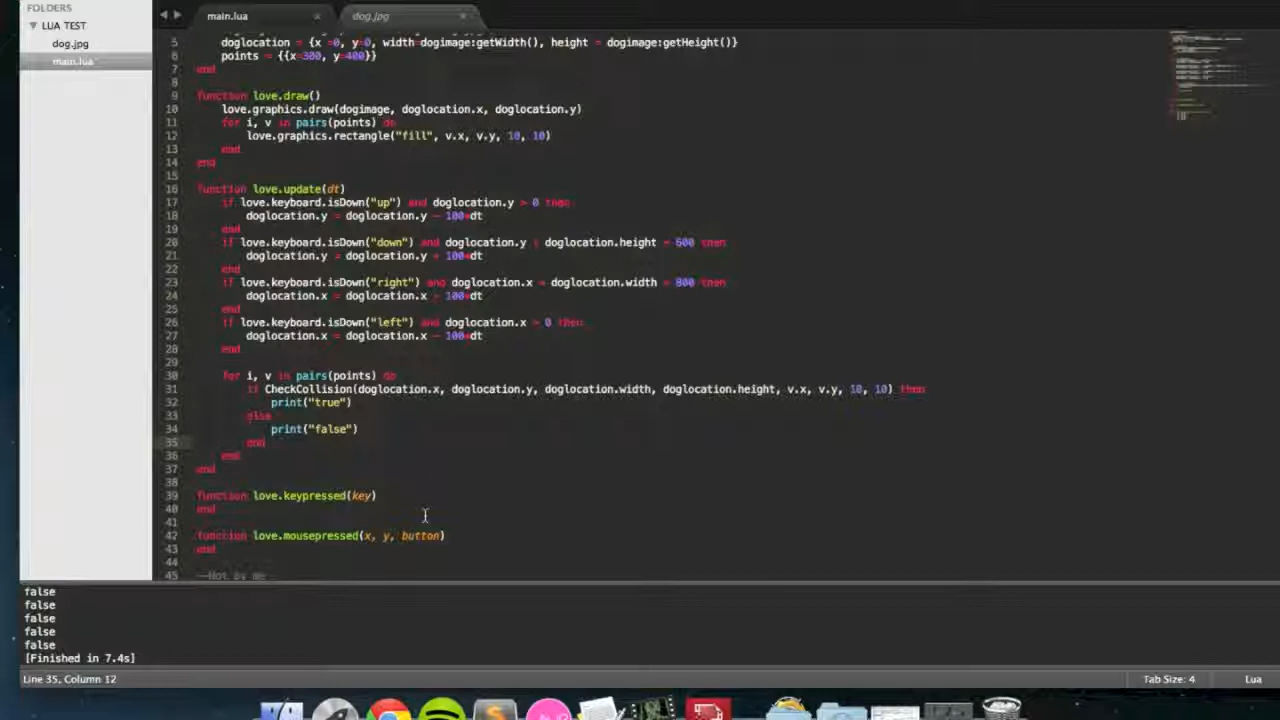 FOLDERS
LUA TEST
dog.jpg
main.lua
main.lua
dog.jpg
5 doglocation = {x =0, y=0, width=dogimage:getWidth(), height = dogimage:getHeight()}
6 points = {{x=300, y=400}}
7 end
8
9 function love.draw()
10 love.graphics.draw(dogimage, doglocation.x, doglocation.y)
11 for i, v in pairs(points) do
12 love.graphics.rectangle("fill", v.x, v.y, 10, 10)
13 end
14 end
15
16 function love.update(dt)
17 if love.keyboard.isDown("up") and doglocation.y > 0 then
18 doglocation.y = doglocation.y - 100*dt
19 end
20 if love.keyboard.isDown("down") and doglocation.y + doglocation.height < 600 then
21 doglocation.y = doglocation.y + 100*dt
22 end
23 if love.keyboard.isDown("right") and doglocation.x + doglocation.width < 800 then
24 doglocation.x = doglocation.x + 100*dt
25 end
26 if love.keyboard.isDown("left") and doglocation.x > 0 then
27 doglocation.x = doglocation.x - 100*dt
28 end
29
30 for i, v in pairs(points) do
31 if CheckCollision(doglocation.x, doglocation.y, doglocation.width, doglocation.height, v.x, v.y, 10, 10) then
32 print("true")
33 else
34 print("false")
35 end
36 end
37 end
38
39 function love.keypressed(key)
40 end
41
42 function love.mousepressed(x, y, button)
43 end
44
45 --Not by me
false
false
false
false
false
[Finished in 7.4s]
Line 35, Column 12
Tab Size: 4
Lua